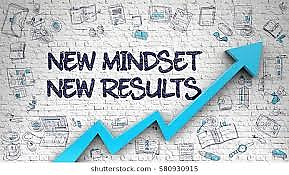 NEW MINDSET
NEW RESULTS
shutterstock.com • 580930915